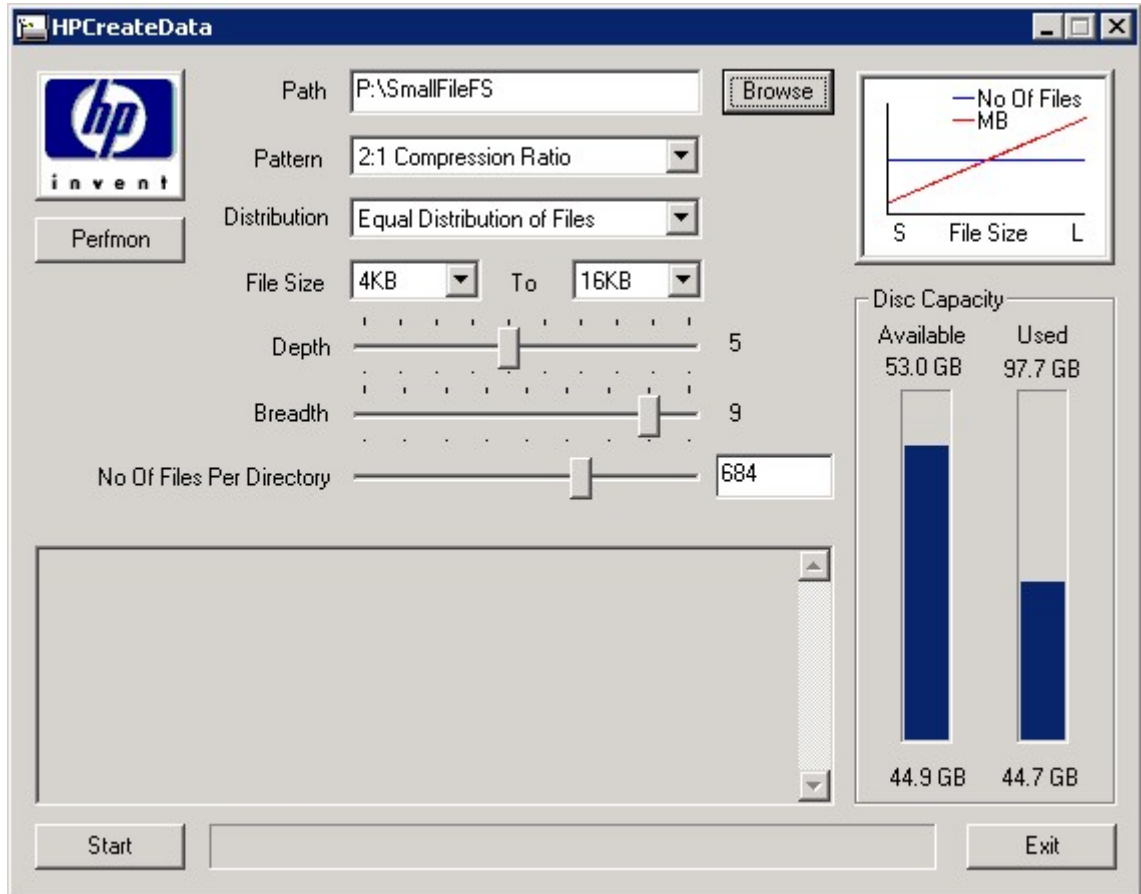 HPCreateData
hp
invent
Perfmon
Path P:\SmallFileFS Browse
Pattern 2:1 Compression Ratio
Distribution Equal Distribution of Files
File Size 4KB To 16KB
Depth 5
Breadth 9
No Of Files Per Directory 684
No Of Files
MB
S File Size L
Disc Capacity
Available Used
53.0 GB 97.7 GB
44.9 GB 44.7 GB
Start
Exit